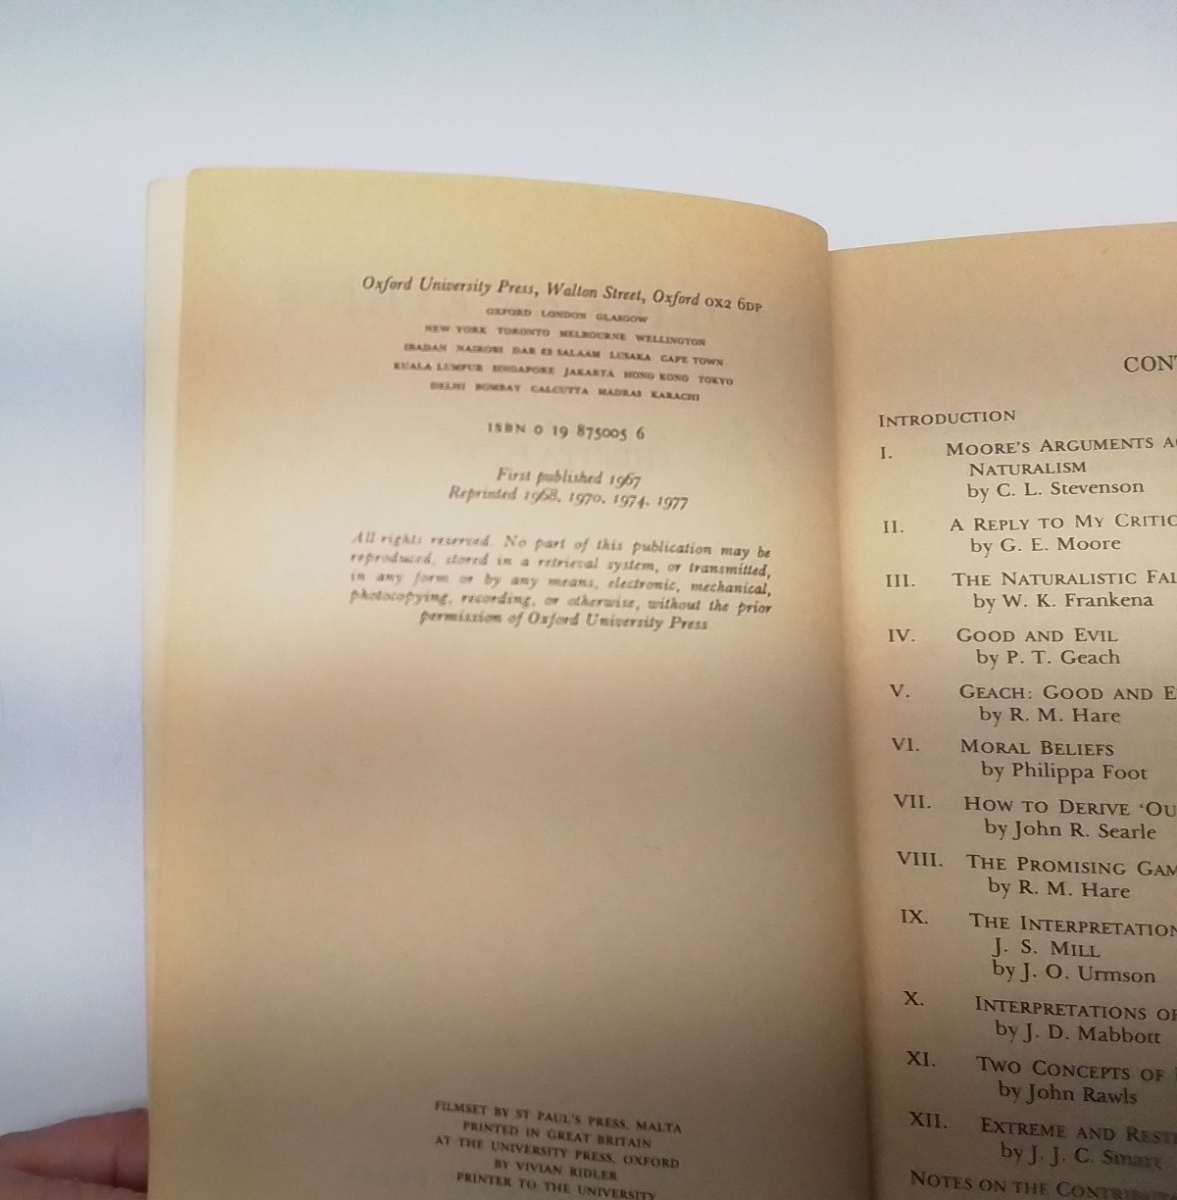 Oxford University Press, Walton Street, Oxford OX2 6DP
OXFORD LONDON GLASGOW
NEW YORK TORONTO MELBOURNE WELLINGTON
IBADAN NAIROBI DAR ES SALAAM LUSAKA CAPE TOWN
KUALA LUMPUR SINGAPORE JAKARTA HONG KONG TOKYO
DELHI BOMBAY CALCUTTA MADRAS KARACHI
ISBN 0 19 875005 6
First published 1967
Reprinted 1968, 1970, 1974, 1977
All rights reserved. No part of this publication may be
reproduced, stored in a retrieval system, or transmitted,
in any form or by any means, electronic, mechanical,
photocopying, recording, or otherwise, without the prior
permission of Oxford University Press
FILMSET BY ST PAUL'S PRESS, MALTA
PRINTED IN GREAT BRITAIN
AT THE UNIVERSITY PRESS, OXFORD
BY VIVIAN RIDLER
PRINTER TO THE UNIVERSITY
CONT
INTRODUCTION
I. MOORE'S ARGUMENTS A
NATURALISM
by C. L. Stevenson
II. A REPLY TO MY CRITIC
by G. E. Moore
III. THE NATURALISTIC FAL
by W. K. Frankena
IV. GOOD AND EVIL
by P. T. Geach
V. GEACH: GOOD AND E
by R. M. Hare
VI. MORAL BELIEFS
by Philippa Foot
VII. HOW TO DERIVE 'OU
by John R. Searle
VIII. THE PROMISING GAM
by R. M. Hare
IX. THE INTERPRETATION
J. S. MILL
by J. O. Urmson
X. INTERPRETATIONS OF
by J. D. Mabbott
XI. TWO CONCEPTS OF
by John Rawls
XII. EXTREME AND REST
by J. J. C. Smart
NOTES ON THE CONTRIBUT